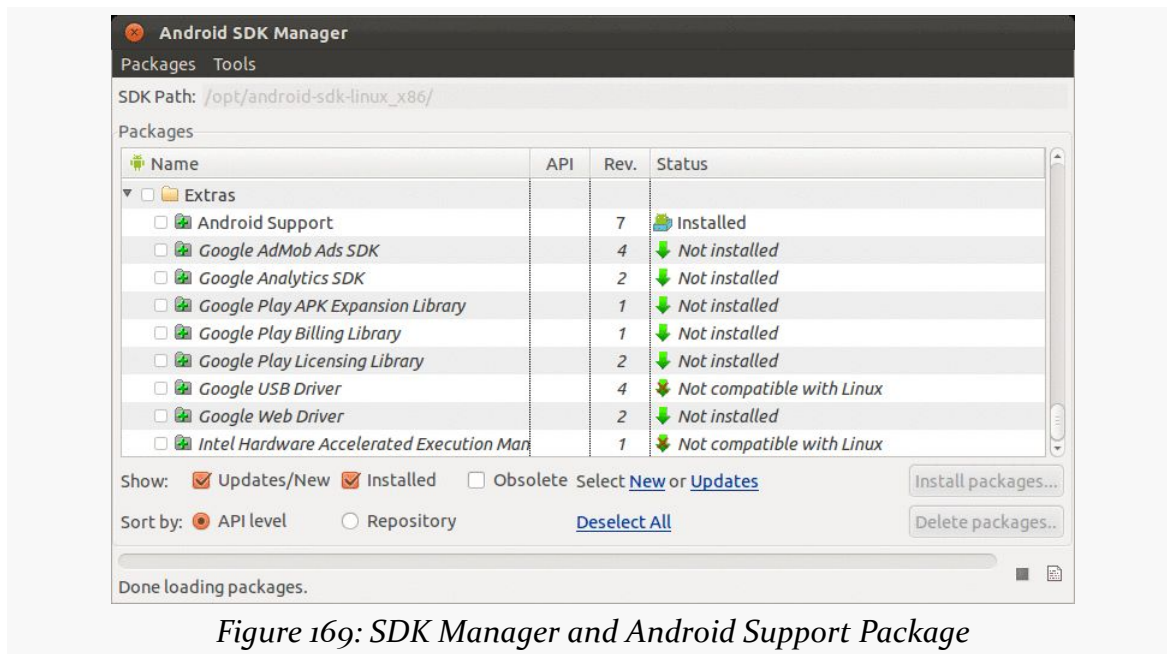 Android SDK Manager
Packages Tools
SDK Path: /opt/android-sdk-linux_x86/
Packages
Name API Rev. Status
Extras
Android Support 7 Installed
Google AdMob Ads SDK 4 Not installed
Google Analytics SDK 2 Not installed
Google Play APK Expansion Library 1 Not installed
Google Play Billing Library 1 Not installed
Google Play Licensing Library 2 Not installed
Google USB Driver 4 Not compatible with Linux
Google Web Driver 2 Not installed
Intel Hardware Accelerated Execution Man 1 Not compatible with Linux
Show: Updates/New Installed Obsolete Select New or Updates Install packages...
Sort by: API level Repository Deselect All Delete packages..
Done loading packages.
Figure 169: SDK Manager and Android Support Package